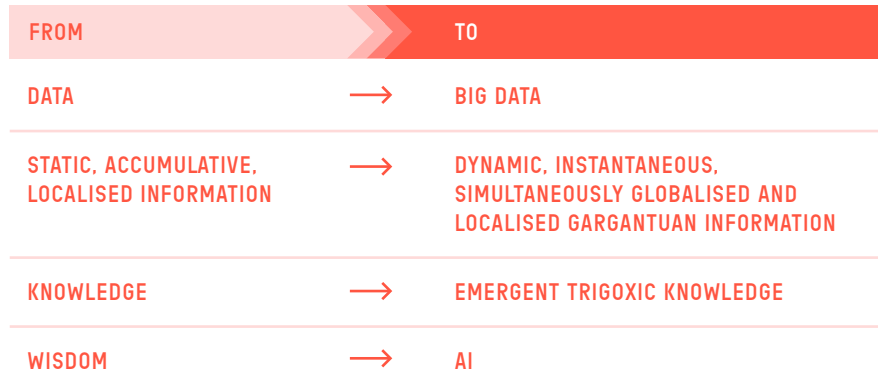 FROM TO
DATA → BIG DATA
STATIC, ACCUMULATIVE,
LOCALISED INFORMATION
→
DYNAMIC, INSTANTANEOUS,
SIMULTANEOUSLY GLOBALISED AND
LOCALISED GARGANTUAN INFORMATION
KNOWLEDGE → EMERGENT TRIGOXIC KNOWLEDGE
WISDOM → AI